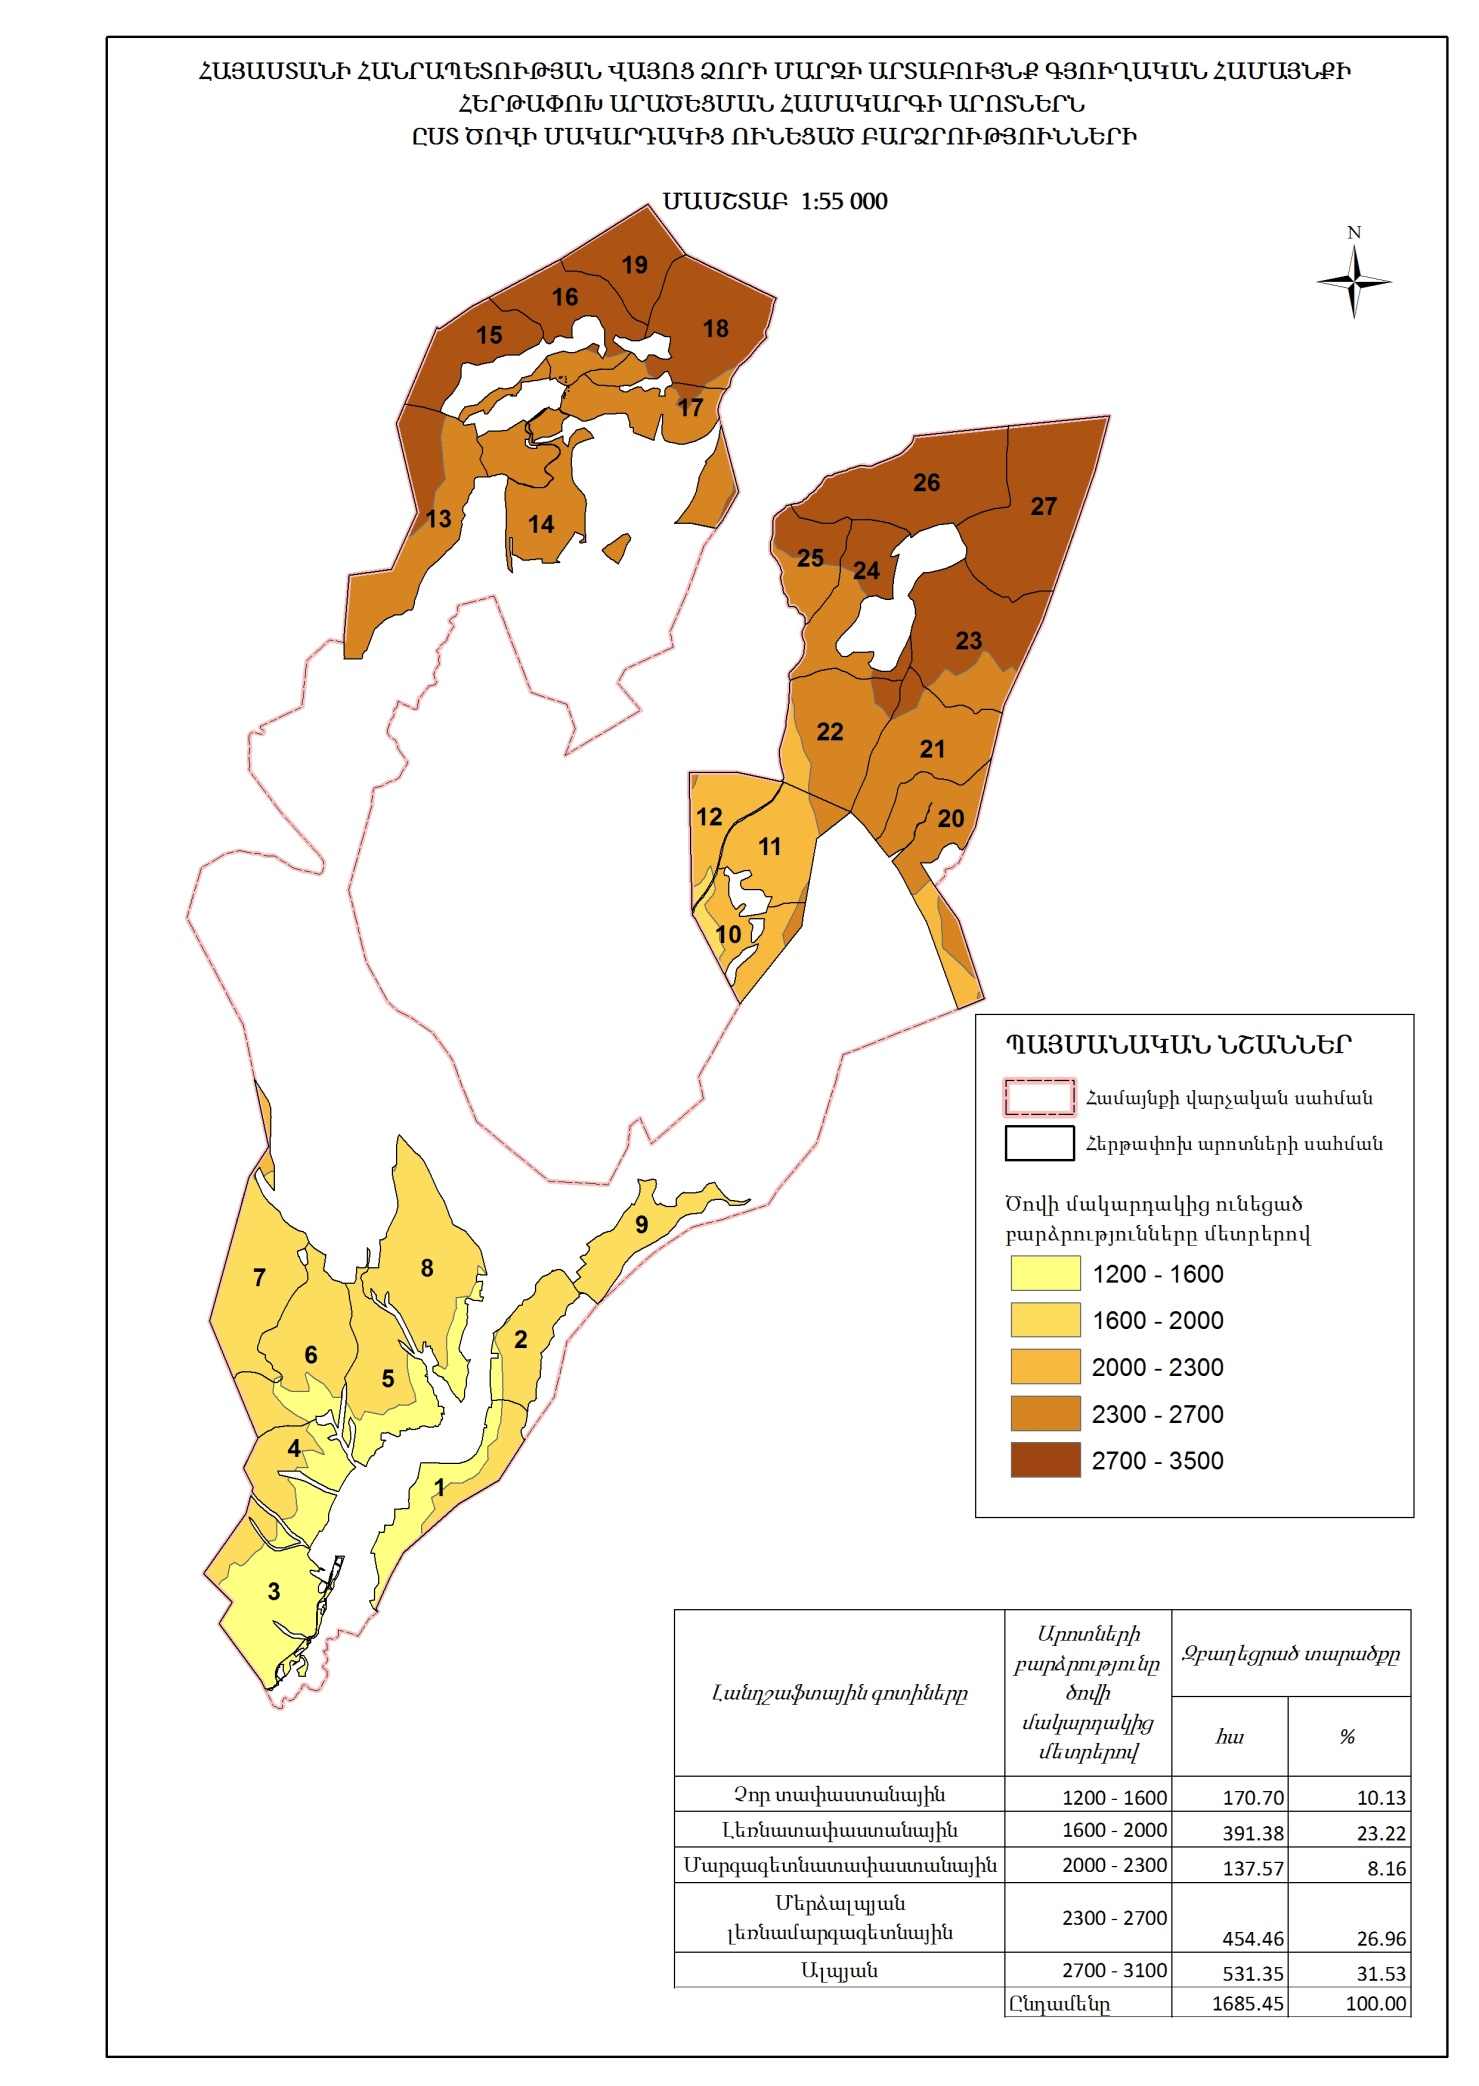 ՀԱՅԱՍՏԱՆԻ ՀԱՆՐԱՊԵՏՈՒԹՅԱՆ ՎԱՅՈՑ ՁՈՐԻ ՄԱՐԶԻ ԱՐՏԱԲՈՒՅՆՔ ԳՅՈՒՂԱԿԱՆ ՀԱՄԱՅՆՔԻ
ՀԵՐԹԱՓՈԽ ԱՐԱԾԵՑՄԱՆ ՀԱՄԱԿԱՐԳԻ ԱՐՈՏՆԵՐՆ
ԸՍՏ ԾՈՎԻ ՄԱԿԱՐԴԱԿԻՑ ՈՒՆԵՑԱԾ ԲԱՐՁՐՈՒԹՅՈՒՆՆԵՐԻ
ՄԱՍՇՏԱԲ 1:55 000
N
19
16
18
15
17
26
27
13
14
25
24
23
22
21
12
20
11
10
9
8
7
2
6
5
4
1
3
ՊԱՅՄԱՆԱԿԱՆ ՆՇԱՆՆԵՐ
Համայնքի վարչական սահման
Հերթափոխ արոտների սահման
Ծովի մակարդակից ունեցած
բարձրությունները մետրերով
1200 - 1600
1600 - 2000
2000 - 2300
2300 - 2700
2700 - 3500
Լանդշաֆտային գոտիները
Արոտների
բարձրությունը
ծովի
մակարդակից
մետրերով
Զբաղեցրած տարածքը
հա
%
Չոր տափաստանային
1200 - 1600
170.70
10.13
Լեռնատափաստանային
1600 - 2000
391.38
23.22
Մարգագետնատափաստանային
2000 - 2300
137.57
8.16
Մերձալպյան
լեռնամարգագետնային
2300 - 2700
454.46
26.96
Ալպյան
2700 - 3100
531.35
31.53
Ընդամենը
1685.45
100.00